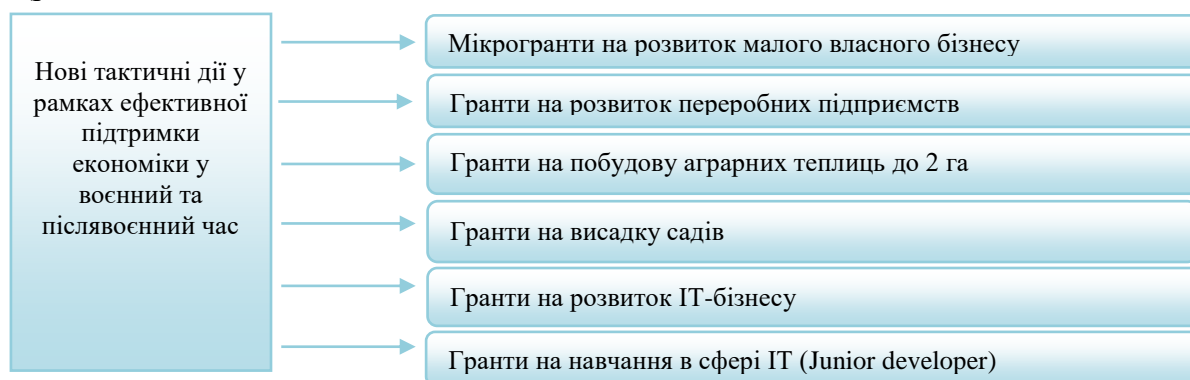 Нові тактичні дії у
рамках ефективної
підтримки
економіки у
воєнний та
післявоєнний час
Мікрогранти на розвиток малого власного бізнесу
Гранти на розвиток переробних підприємств
Гранти на побудову аграрних теплиць до 2 га
Гранти на висадку садів
Гранти на розвиток ІТ-бізнесу
Гранти на навчання в сфері ІТ (Junior developer)